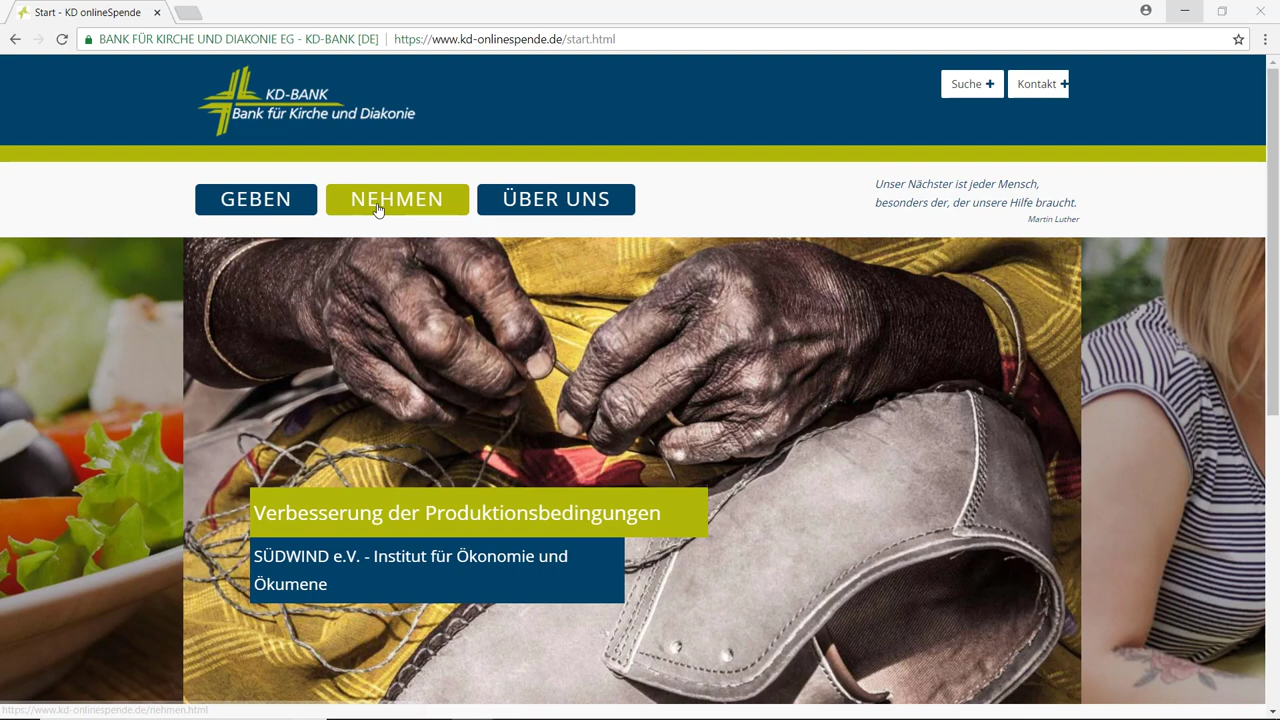 Start - KD onlineSpende
BANK FÜR KIRCHE UND DIAKONIE EG - KD-BANK [DE]
https://www.kd-onlinespende.de/start.html
KD-BANK
Bank für Kirche und Diakonie
Suche
Kontakt
GEBEN
NEHMEN
ÜBER UNS
Unser Nächster ist jeder Mensch,
besonders der, der unsere Hilfe braucht.
Martin Luther
Verbesserung der Produktionsbedingungen
SÜDWIND e.V. - Institut für Ökonomie und
Ökumene
https://www.kd-onlinespende.de/nehmen.html